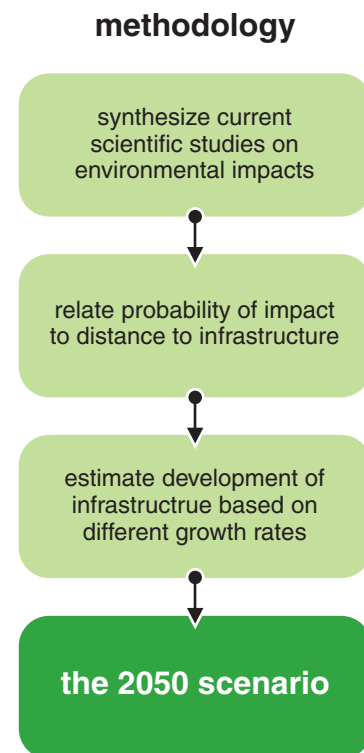 methodology
synthesize current
scientific studies on
environmental impacts
relate probability of impact
to distance to infrastructure
estimate development of
infrastructrue based on
different growth rates
the 2050 scenario